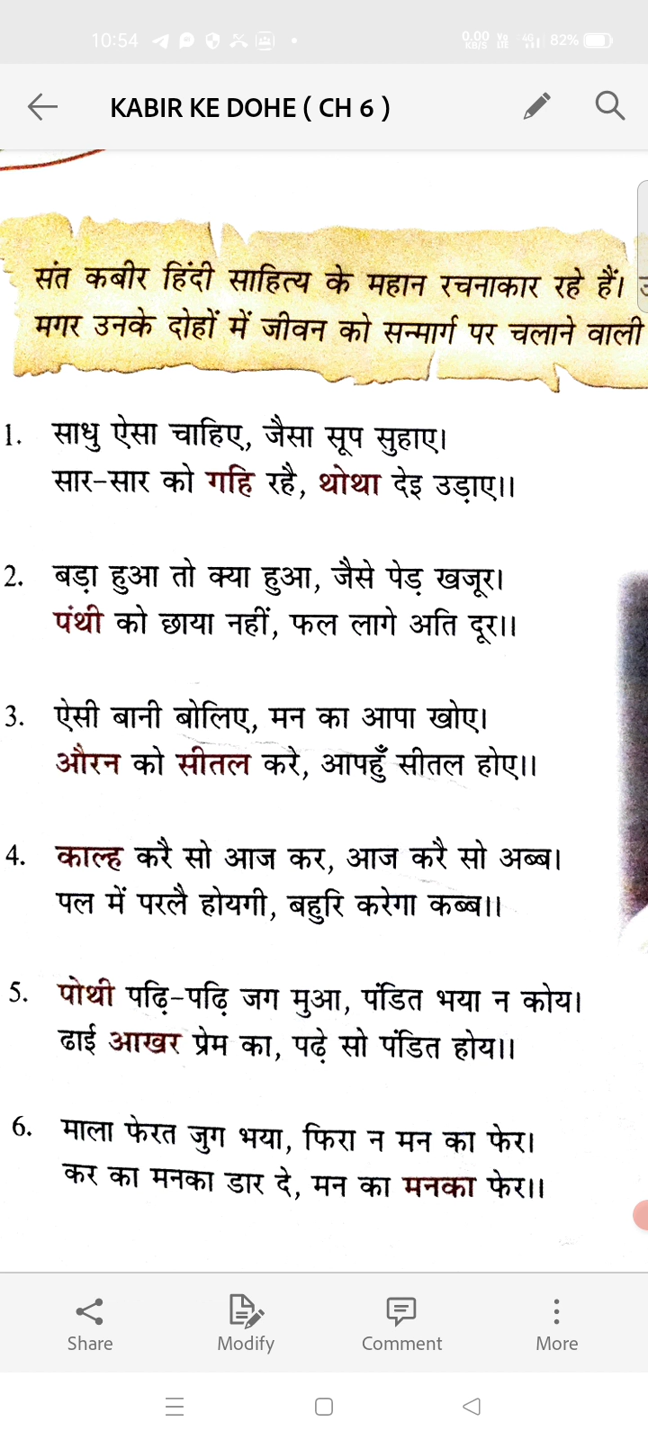 10:54
0.00 KB/S
82%
KABIR KE DOHE ( CH 6 )
संत कबीर हिंदी साहित्य के महान रचनाकार रहे हैं।
मगर उनके दोहों में जीवन को सन्मार्ग पर चलाने वाली
1. साधु ऐसा चाहिए, जैसा सूप सुहाए।
सार-सार को गहि रहै, थोथा देइ उड़ाए।।
2. बड़ा हुआ तो क्या हुआ, जैसे पेड़ खजूर।
पंथी को छाया नहीं, फल लागे अति दूर।।
3. ऐसी बानी बोलिए, मन का आपा खोए।
औरन को सीतल करे, आपहुँ सीतल होए।।
4. काल्ह करै सो आज कर, आज करै सो अब्ब।
पल में परलै होयगी, बहुरि करेगा कब्ब।।
5. पोथी पढ़ि-पढ़ि जग मुआ, पंडित भया न कोय।
ढाई आखर प्रेम का, पढ़े सो पंडित होय।।
6. माला फेरत जुग भया, फिरा न मन का फेर।
कर का मनका डार दे, मन का मनका फेर।।
Share Modify Comment More